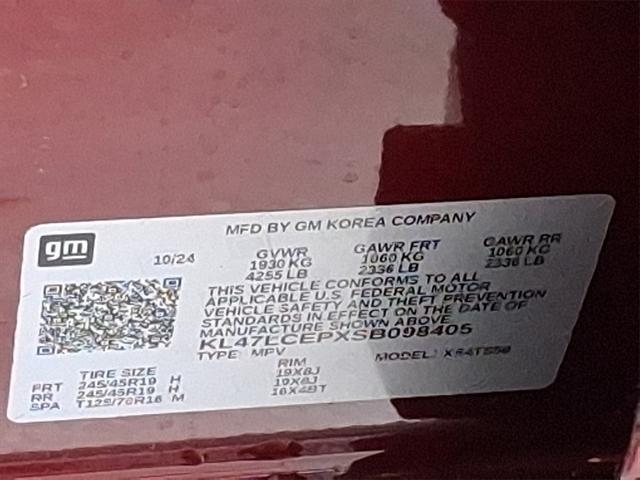 gm
MFD BY GM KOREA COMPANY
10/24 GVWR GAWR FRT GAWR RR
1930 KG 1060 KG 1060 KG
4255 LB 2336 LB 2336 LB
THIS VEHICLE CONFORMS TO ALL
APPLICABLE U.S. FEDERAL MOTOR
VEHICLE SAFETY AND THEFT PREVENTION
STANDARDS IN EFFECT ON THE DATE OF
MANUFACTURE SHOWN ABOVE
KL47LCEPXSB098405
TYPE MPV MODEL:
TIRE SIZE RIM
FRT 245/45R19 H 19X8J
RR 245/45R19 H 19X8J
SPA T125/70R16 M 16X4BT